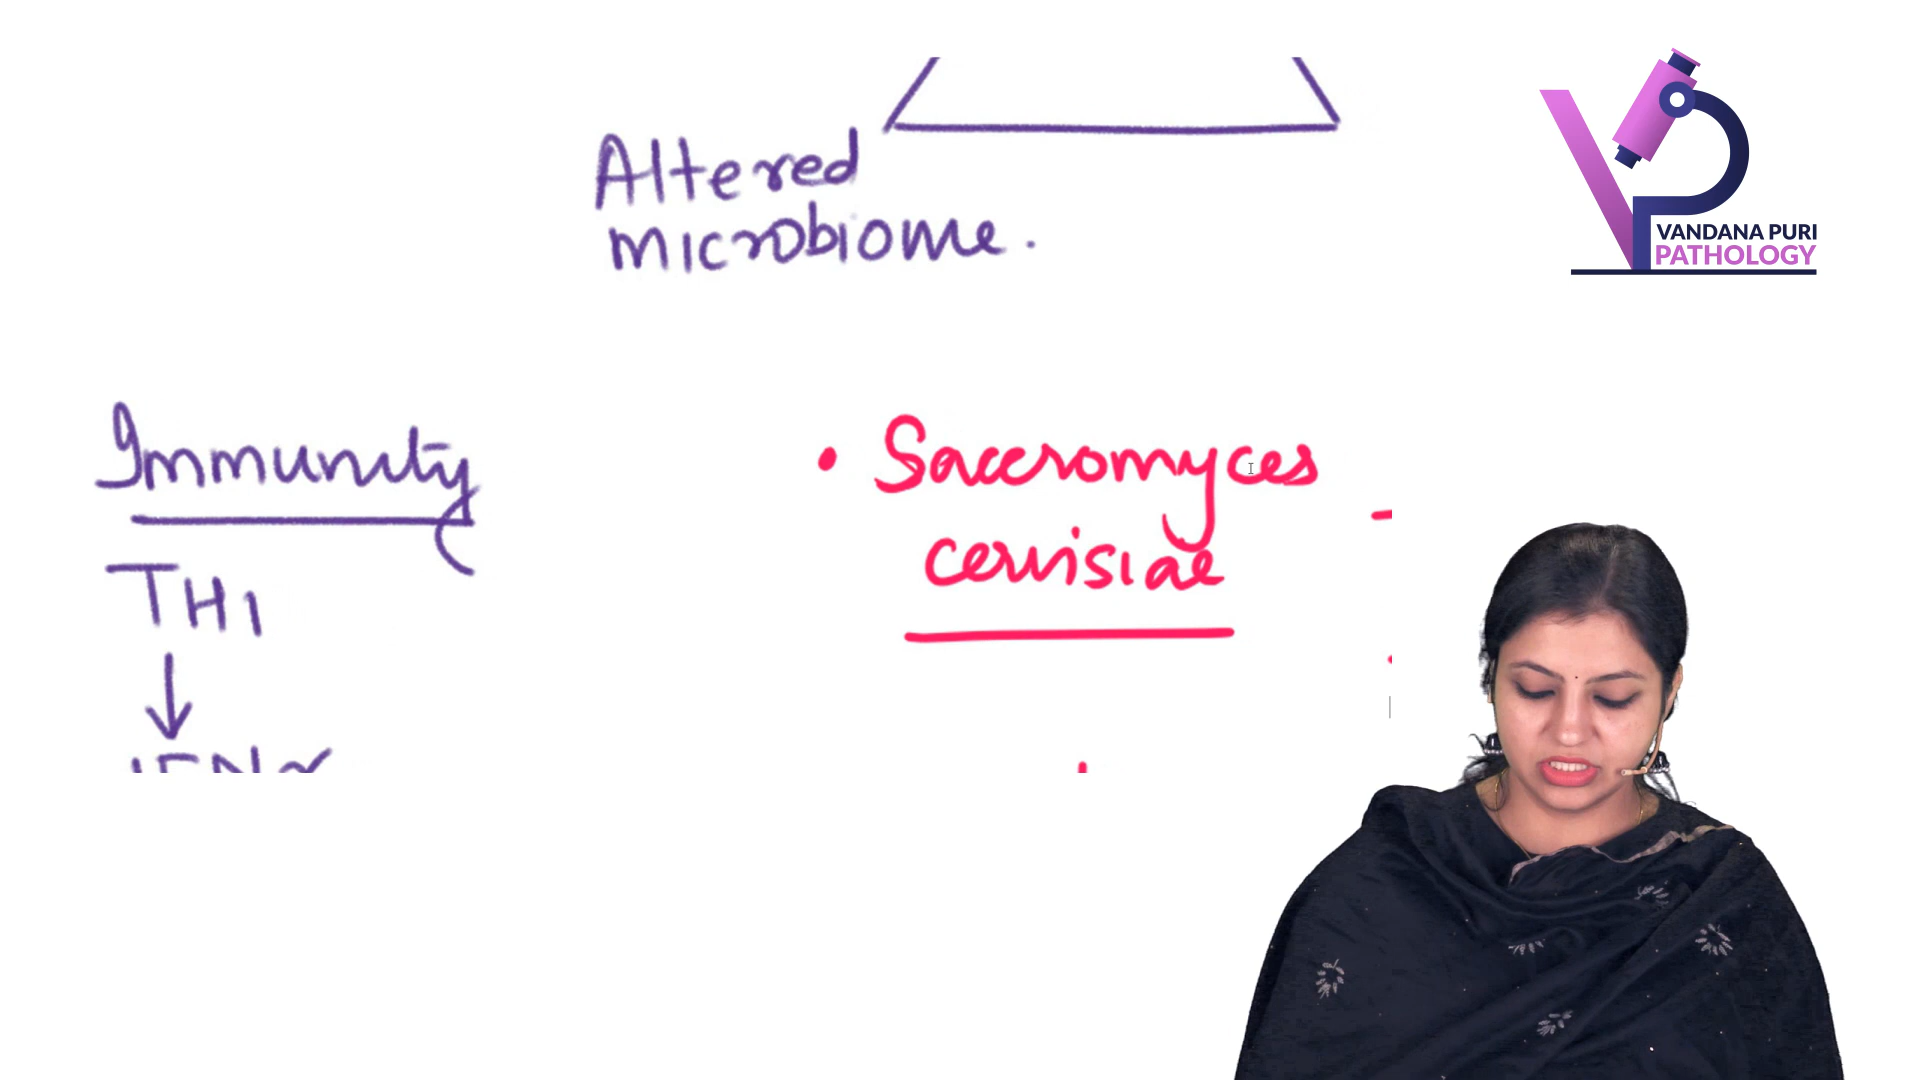 Altered
microbiome.
VANDANA PURI
PATHOLOGY
Immunity
TH1
Saccromyces
cervisiae